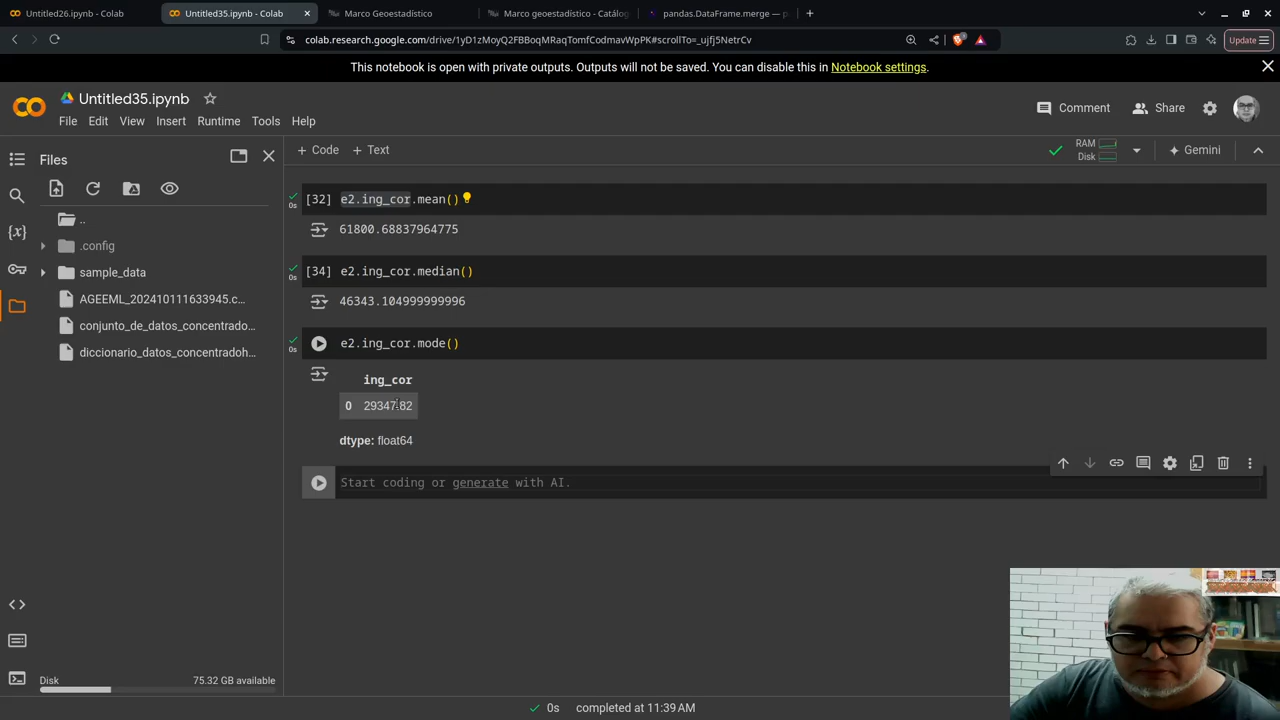 Untitled26.ipynb - Colab
Untitled35.ipynb - Colab
Marco Geoestadístico
Marco geoestadístico - Catálog
pandas.DataFrame.merge — p
colab.research.google.com/drive/1yD1zMoyQ2FBBoqMRaqTomfCodmavWpPK#scrollTo=_ujfj5NetrCv
Update
This notebook is open with private outputs. Outputs will not be saved. You can disable this in Notebook settings.
Untitled35.ipynb
File Edit View Insert Runtime Tools Help
Comment
Share
Files
+ Code + Text
RAM
Disk
Gemini
..
.config
sample_data
AGEEML_202410111633945.c...
conjunto_de_datos_concentrado...
diccionario_datos_concentradoh...
[32] e2.ing_cor.mean()
0s
61800.68837964775
[34] e2.ing_cor.median()
0s
46343.104999999996
e2.ing_cor.mode()
0s
ing_cor
0 29347.82
dtype: float64
Start coding or generate with AI.
Disk
75.32 GB available
0s completed at 11:39 AM